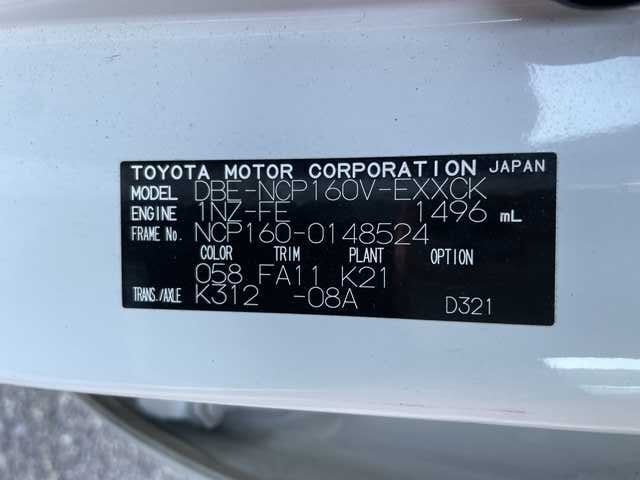 TOYOTA MOTOR CORPORATION JAPAN
MODEL DBE-NCP160V-EXXCK
ENGINE 1NZ-FE 1496 mL
FRAME No. NCP160-0148524
COLOR TRIM PLANT OPTION
058 FA11 K21
TRANS./AXLE K312 -08A D321